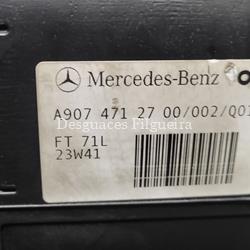 Mercedes-Benz
A907 471 27 00/002/Q01
Desguaces Filgueira
FT 71L
23W41